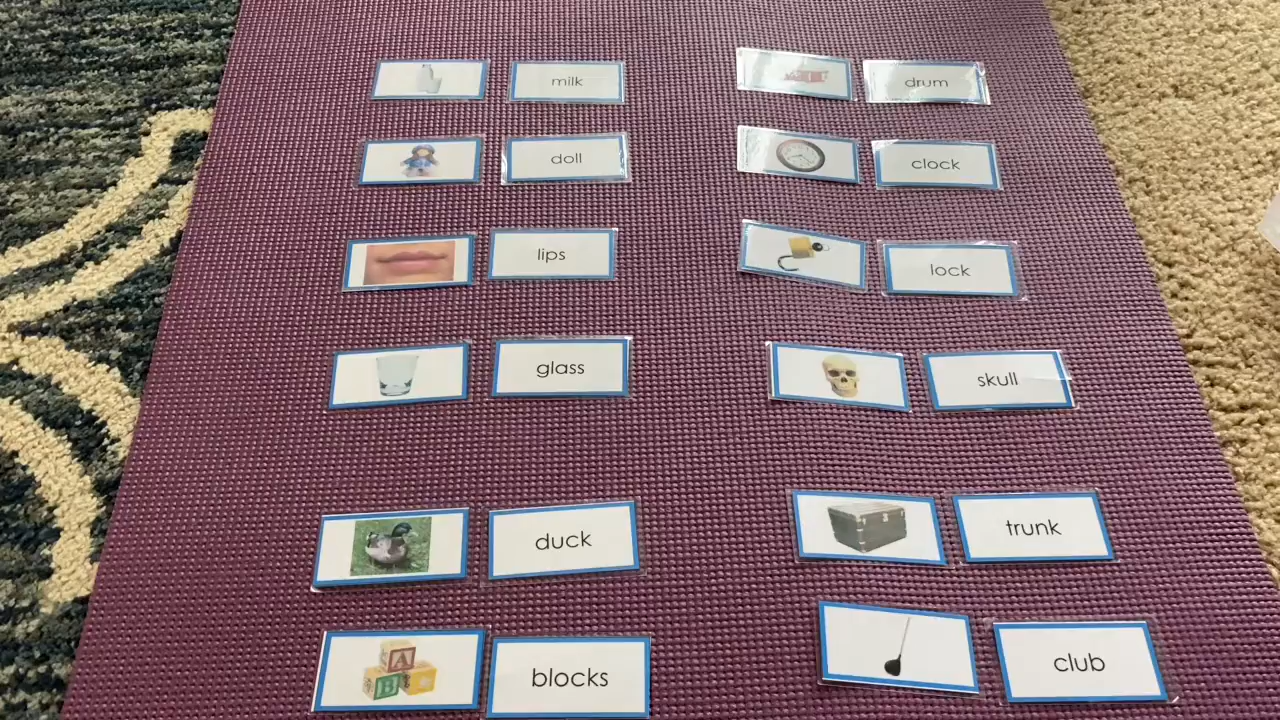 milk
drum
doll
clock
lips
lock
glass
skull
duck
trunk
A
B
blocks
club